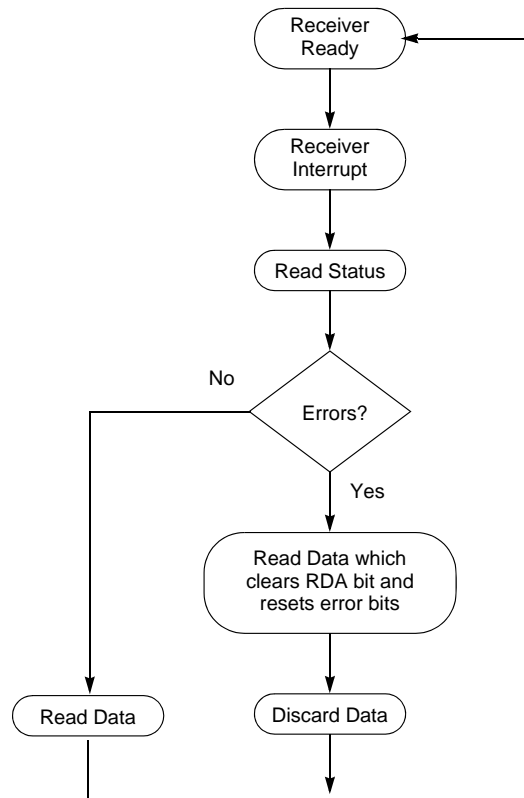 Receiver
Ready
Receiver
Interrupt
Read Status
No
Errors?
Yes
Read Data which
clears RDA bit and
resets error bits
Read Data
Discard Data